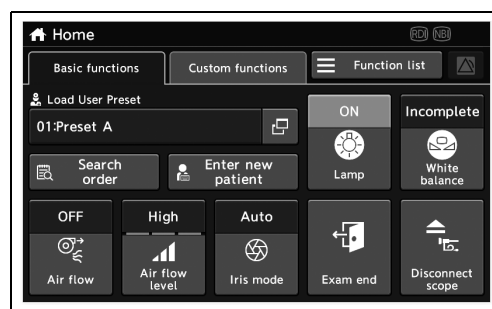 Home
RDI NBI
Basic functions
Custom functions
Function list
Load User Preset
01:Preset A
Search
order
Enter new
patient
ON
Lamp
Incomplete
White
balance
OFF
Air flow
High
Air flow
level
Auto
Iris mode
Exam end
Disconnect
scope